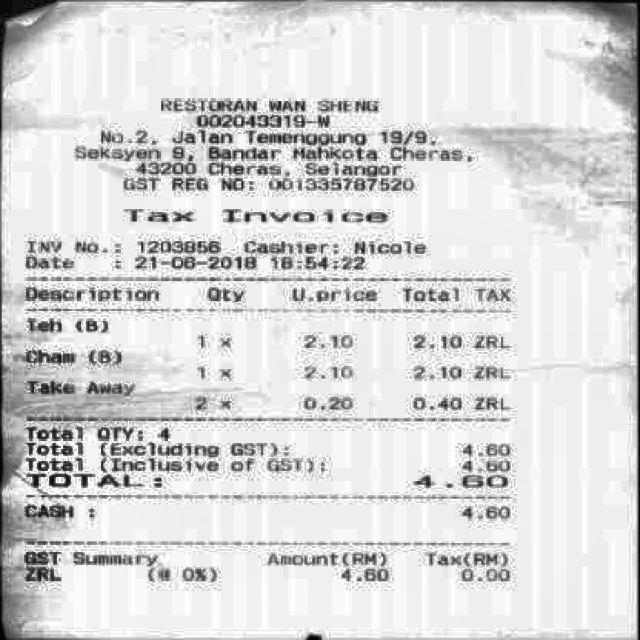 RESTORAN WAN SHENG
002043319-W
No.2, Jalan Temenggung 19/9,
Seksyen 9, Bandar Mahkota Cheras,
43200 Cheras, Selangor
GST REG NO: 001335787520
Tax Invoice
INV No.: 1203856 Cashier: Nicole
Date : 21-06-2018 18:54:22
Description Qty U.price Total TAX
Teh (B)
1 x 2.10 2.10 ZRL
Cham (B)
1 x 2.10 2.10 ZRL
Take Away
2 x 0.20 0.40 ZRL
Total QTY: 4
Total (Excluding GST): 4.60
Total (Inclusive of GST): 4.60
TOTAL: 4.60
CASH : 4.60
GST Summary Amount(RM) Tax(RM)
ZRL (@ 0%) 4.60 0.00